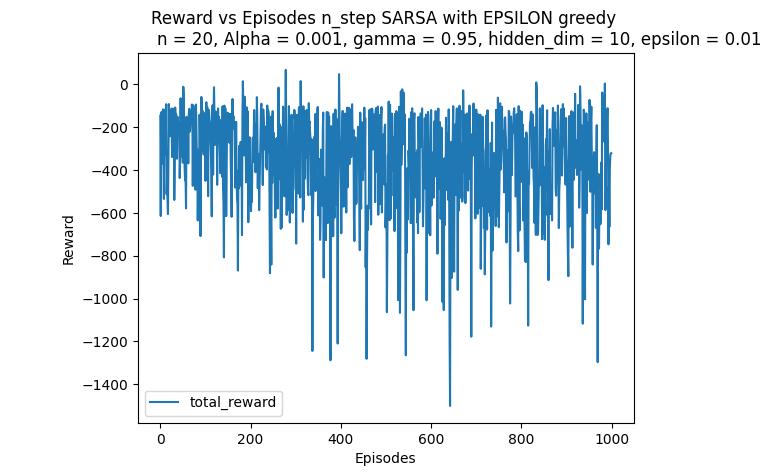 Reward vs Episodes n_step SARSA with EPSILON greedy
n = 20, Alpha = 0.001, gamma = 0.95, hidden_dim = 10, epsilon = 0.01
0
−200
−400
−600
−800
−1000
−1200
−1400
Reward
total_reward
0 200 400 600 800 1000
Episodes